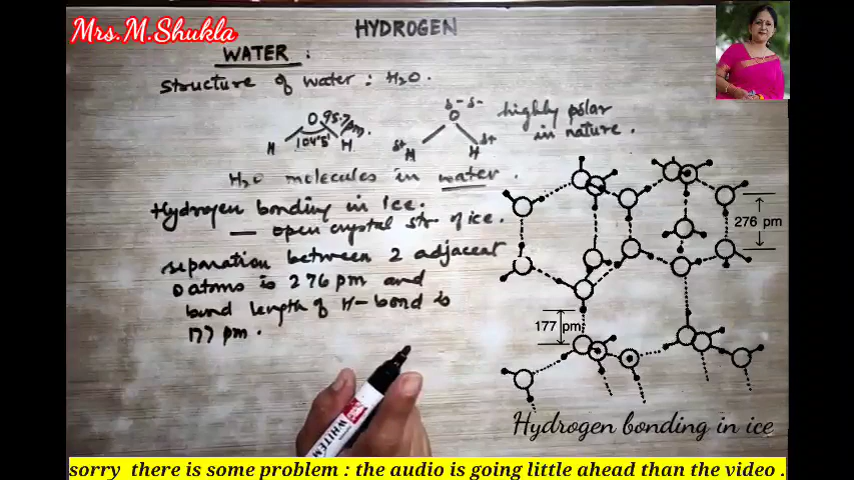 Mrs.M.Shukla
HYDROGEN
WATER :
Structure of water : H2O.
O 95.7pm.
H 104°5' H
δ- δ-
O
δ+ H H δ+
highly polar
in nature.
H2O molecules in water.
Hydrogen bonding in Ice.
— open crystal str of ice.
separation between 2 adjacent
O atoms is 276 pm and
bond length of H-bond is
177 pm.
276 pm
177 pm
WHITEM
Hydrogen bonding in ice
sorry there is some problem : the audio is going little ahead than the video .